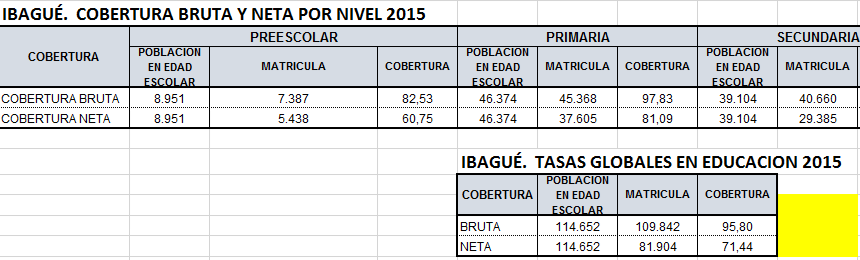 IBAGUÉ. COBERTURA BRUTA Y NETA POR NIVEL 2015
COBERTURA PREESCOLAR PRIMARIA SECUNDARIA
POBLACION EN EDAD ESCOLAR MATRICULA COBERTURA POBLACION EN EDAD ESCOLAR MATRICULA COBERTURA POBLACION EN EDAD ESCOLAR MATRICULA
COBERTURA BRUTA 8.951 7.387 82,53 46.374 45.368 97,83 39.104 40.660
COBERTURA NETA 8.951 5.438 60,75 46.374 37.605 81,09 39.104 29.385
IBAGUÉ. TASAS GLOBALES EN EDUCACION 2015
COBERTURA POBLACION EN EDAD ESCOLAR MATRICULA COBERTURA
BRUTA 114.652 109.842 95,80
NETA 114.652 81.904 71,44